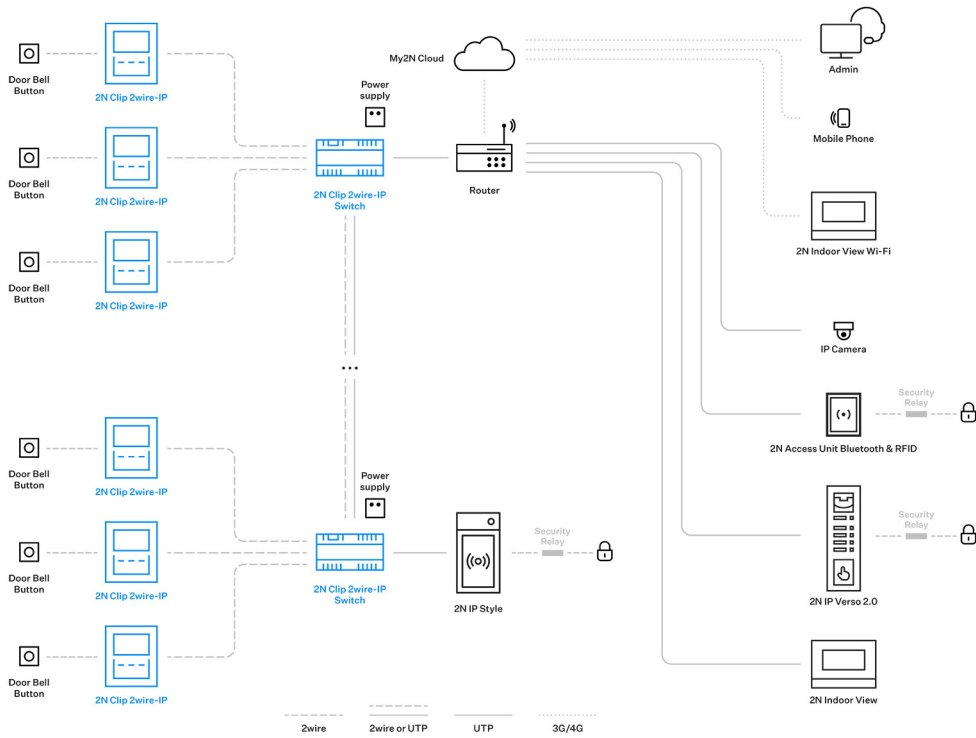 My2N Cloud
Admin
Door Bell
Button
2N Clip 2wire-IP
Power
supply
Mobile Phone
Door Bell
Button
2N Clip 2wire-IP
2N Clip 2wire-IP
Switch
Router
2N Indoor View Wi-Fi
Door Bell
Button
2N Clip 2wire-IP
IP Camera
...
Security
Relay
2N Access Unit Bluetooth & RFID
Door Bell
Button
2N Clip 2wire-IP
Power
supply
Security
Relay
Security
Relay
Door Bell
Button
2N Clip 2wire-IP
2N Clip 2wire-IP
Switch
2N IP Style
2N IP Verso 2.0
Door Bell
Button
2N Clip 2wire-IP
2N Indoor View
2wire
2wire or UTP
UTP
3G/4G